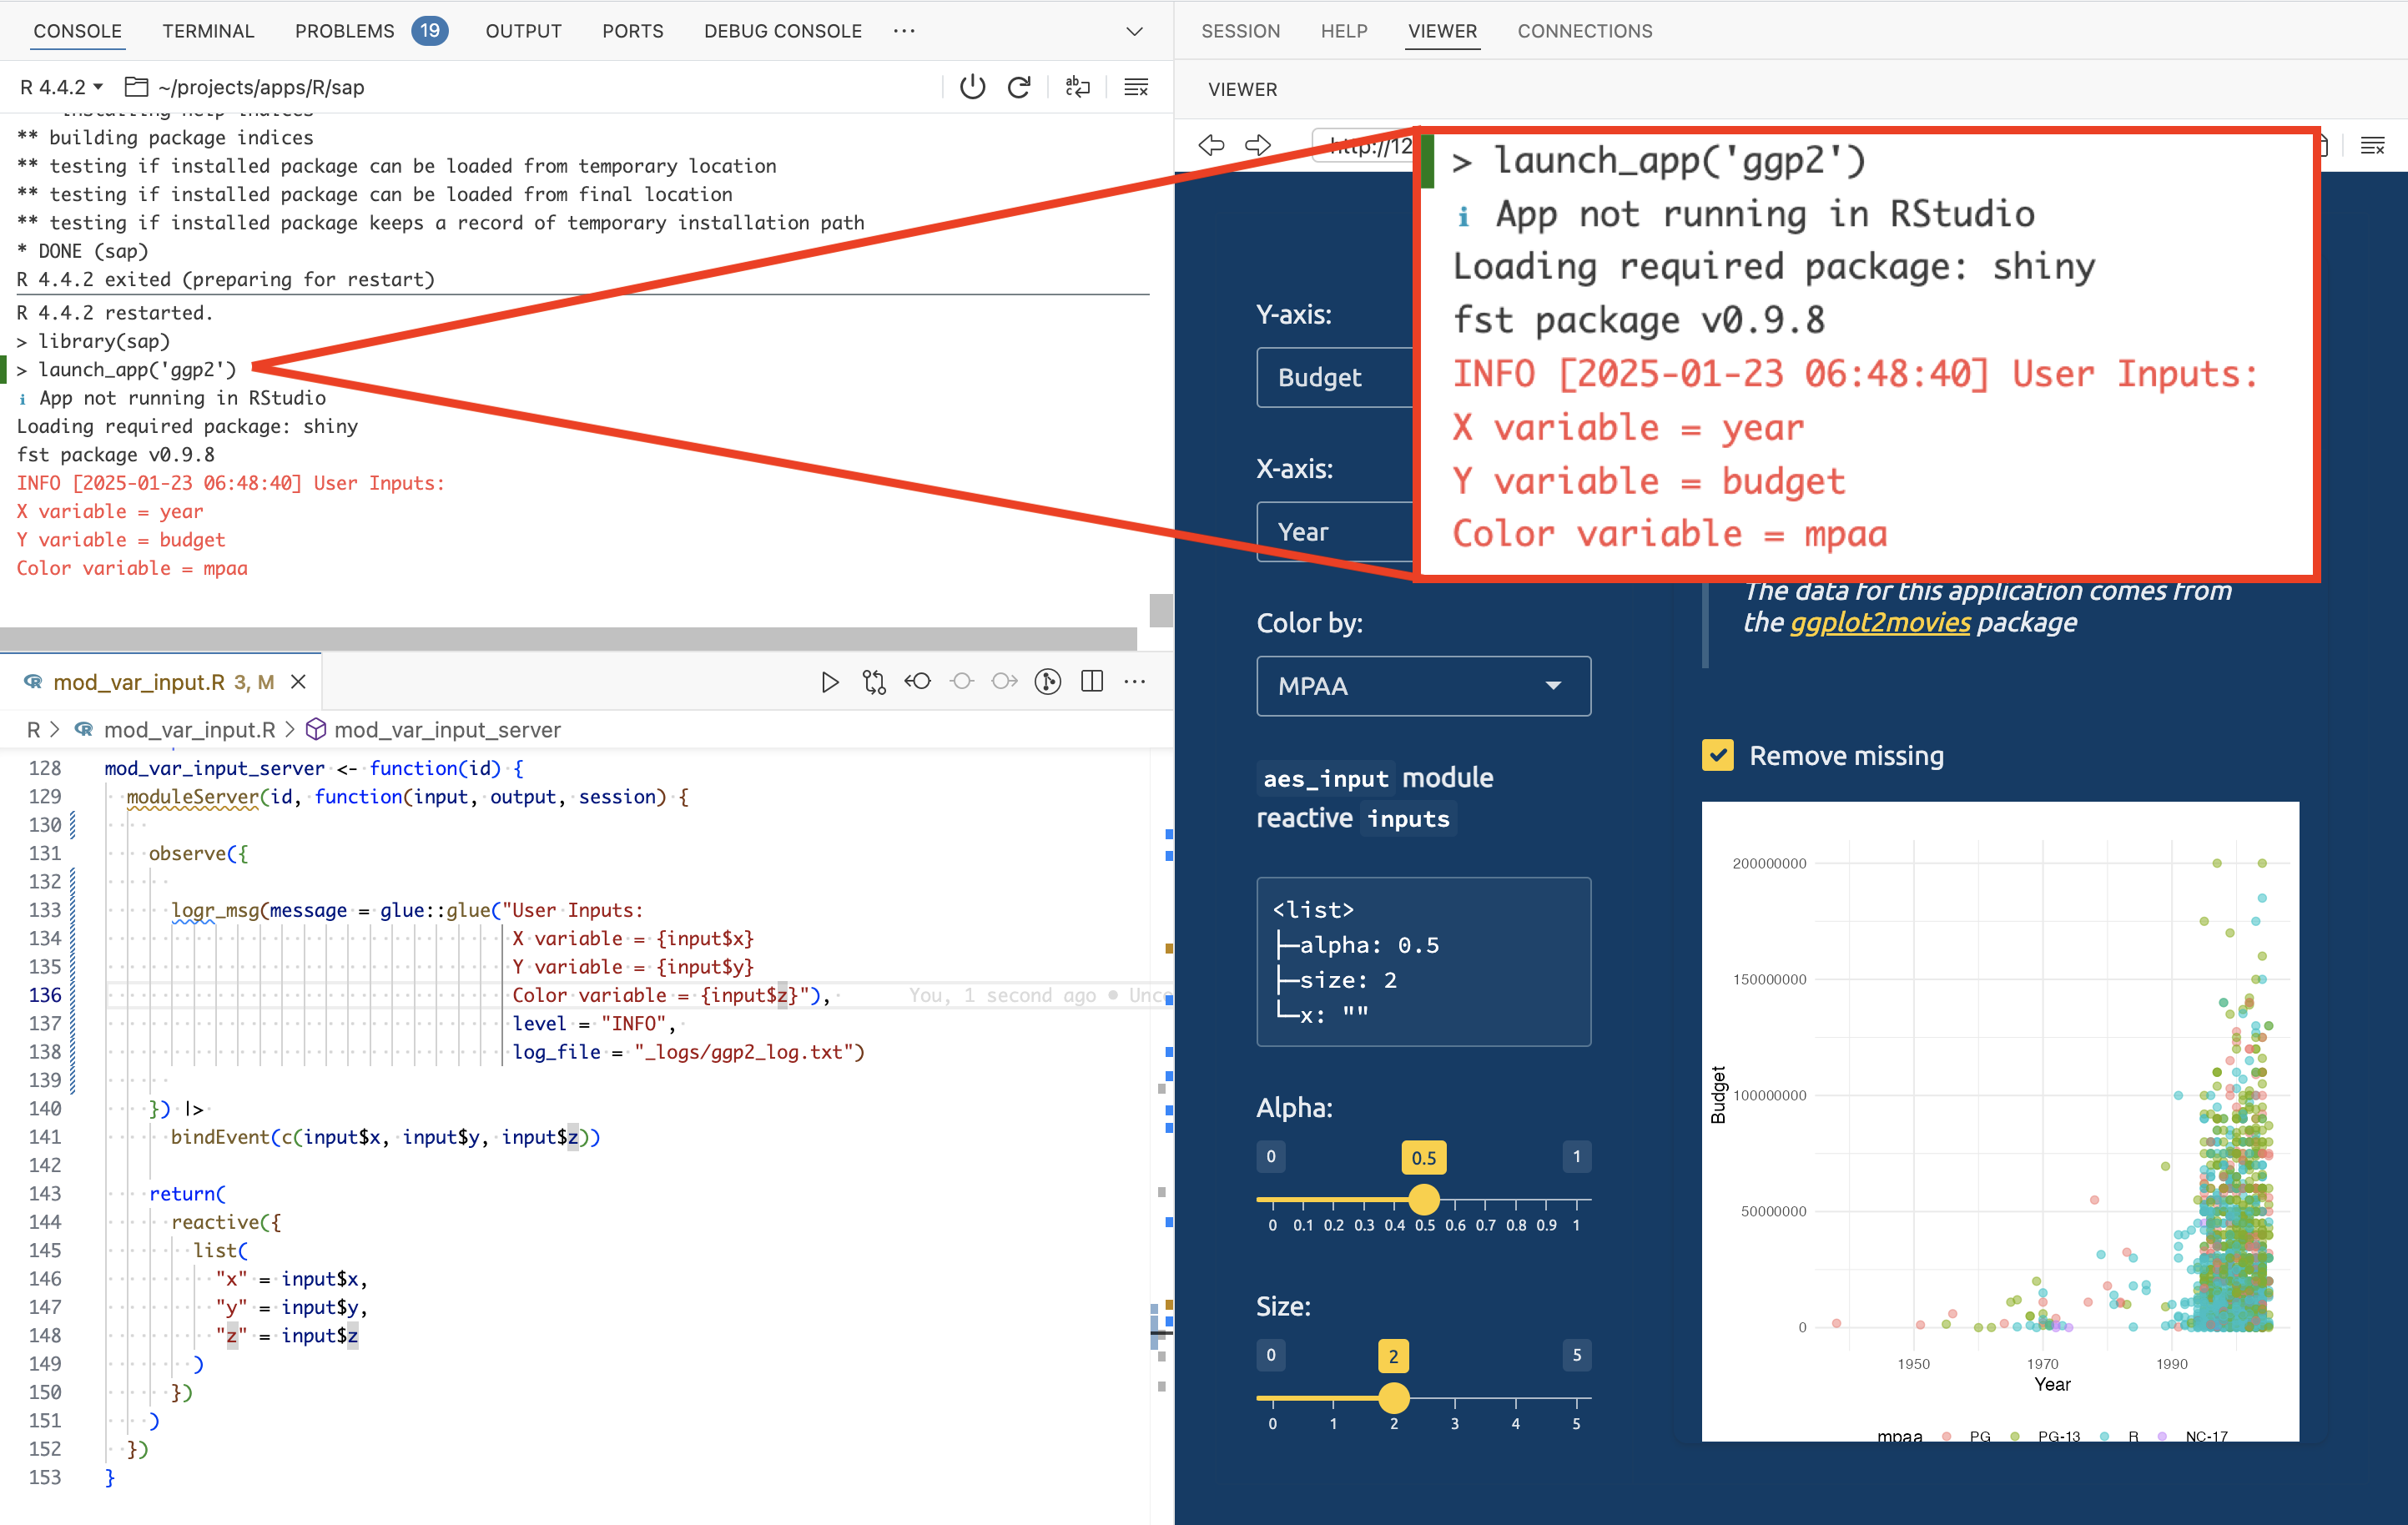 CONSOLE TERMINAL PROBLEMS 19 OUTPUT PORTS DEBUG CONSOLE ...
R 4.4.2 ~/projects/apps/R/sap
installing help indices
** building package indices
** testing if installed package can be loaded from temporary location
** testing if installed package can be loaded from final location
** testing if installed package keeps a record of temporary installation path
* DONE (sap)
R 4.4.2 exited (preparing for restart)
R 4.4.2 restarted.
> library(sap)
> launch_app('ggp2')
i App not running in RStudio
Loading required package: shiny
fst package v0.9.8
INFO [2025-01-23 06:48:40] User Inputs:
X variable = year
Y variable = budget
Color variable = mpaa
mod_var_input.R 3, M
R > mod_var_input.R > mod_var_input_server
128 mod_var_input_server <- function(id) {
129 moduleServer(id, function(input, output, session) {
130
131 observe({
132
133 logr_msg(message = glue::glue("User Inputs:
134 X variable = {input$x}
135 Y variable = {input$y}
136 Color variable = {input$z}"), You, 1 second ago • Unco
137 level = "INFO",
138 log_file = "_logs/ggp2_log.txt")
139
140 }) |>
141 bindEvent(c(input$x, input$y, input$z))
142
143 return(
144 reactive({
145 list(
146 "x" = input$x,
147 "y" = input$y,
148 "z" = input$z
149 )
150 })
151 )
152 })
153 }
SESSION HELP VIEWER CONNECTIONS
VIEWER
http://12
> launch_app('ggp2')
i App not running in RStudio
Loading required package: shiny
fst package v0.9.8
INFO [2025-01-23 06:48:40] User Inputs:
X variable = year
Y variable = budget
Color variable = mpaa
Y-axis:
Budget
X-axis:
Year
Color by:
MPAA
aes_input module
reactive inputs
<list>
├─alpha: 0.5
├─size: 2
└─x: ""
Alpha:
0 0.5 1
0 0.1 0.2 0.3 0.4 0.5 0.6 0.7 0.8 0.9 1
Size:
0 2 5
0 1 2 3 4 5
The data for this application comes from
the ggplot2movies package
Remove missing
200000000
150000000
100000000
50000000
0
Budget
1950 1970 1990
Year
mpaa PG PG-13 R NC-17